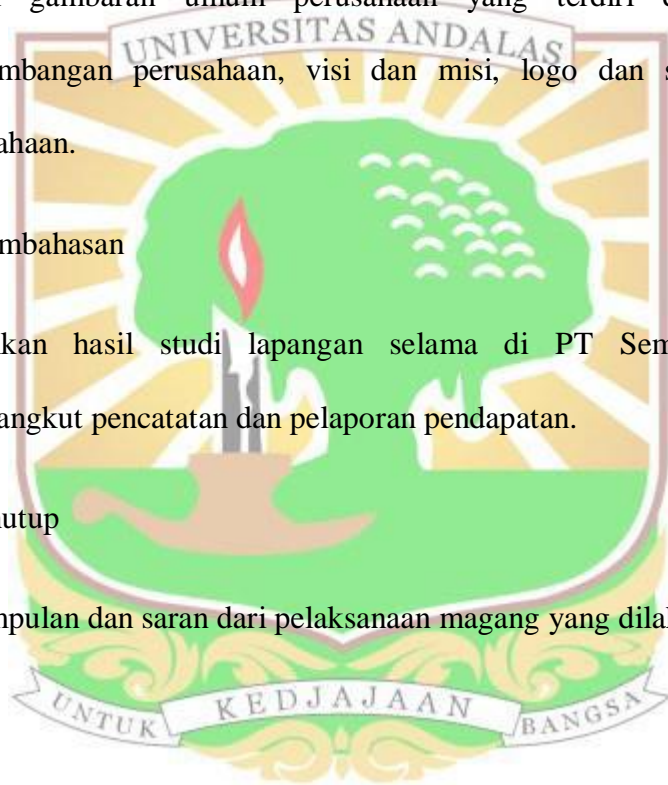 gambaran umum perusahaan yang terdiri
UNIVERSITAS ANDALAS
mbangan perusahaan, visi dan misi, logo dan
ahaan.
mbahasan
kan hasil studi lapangan selama di PT Sem
angkut pencatatan dan pelaporan pendapatan.
utup
mpulan dan saran dari pelaksanaan magang yang dila
UNTUK KEDJAJAAN BANGSA